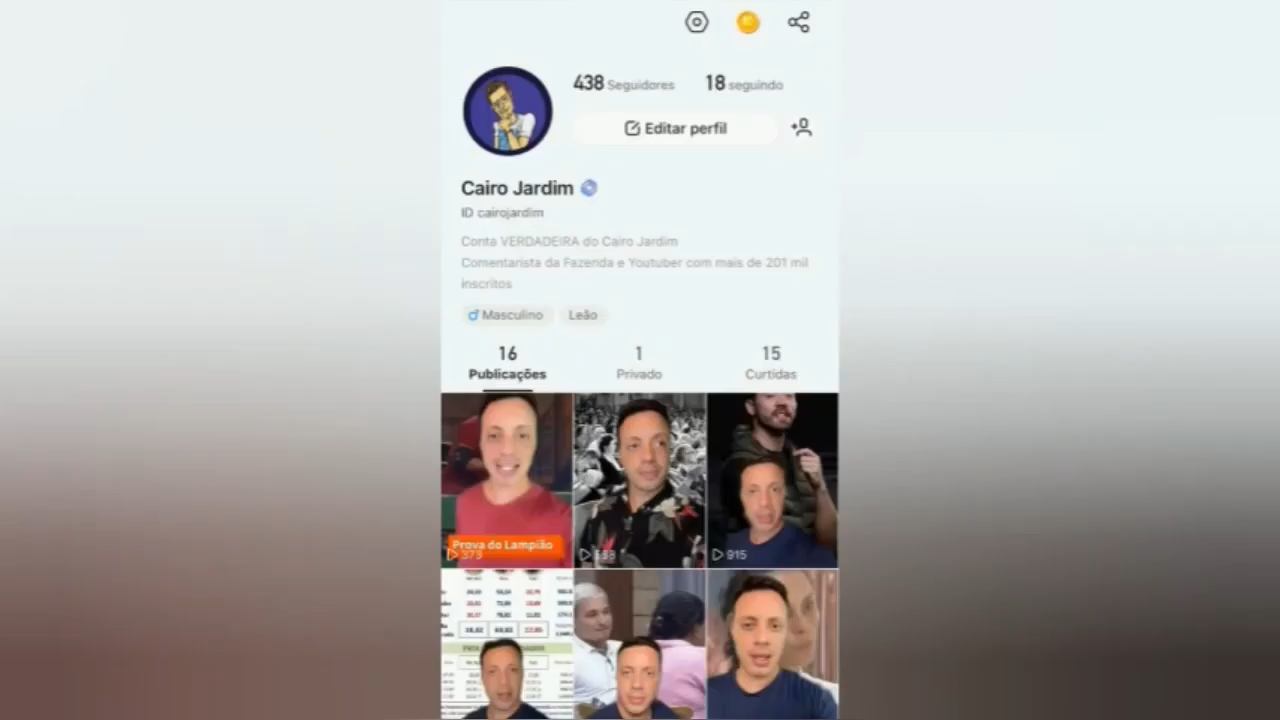 438 Seguidores 18 seguindo
Editar perfil
Cairo Jardim
ID cairojardim
Conta VERDADEIRA do Cairo Jardim
Comentarista da Fazenda e Youtuber com mais de 201 mil
inscritos
Masculino Leão
16 1 15
Publicações Privado Curtidas
Prova do Lampião
373 915